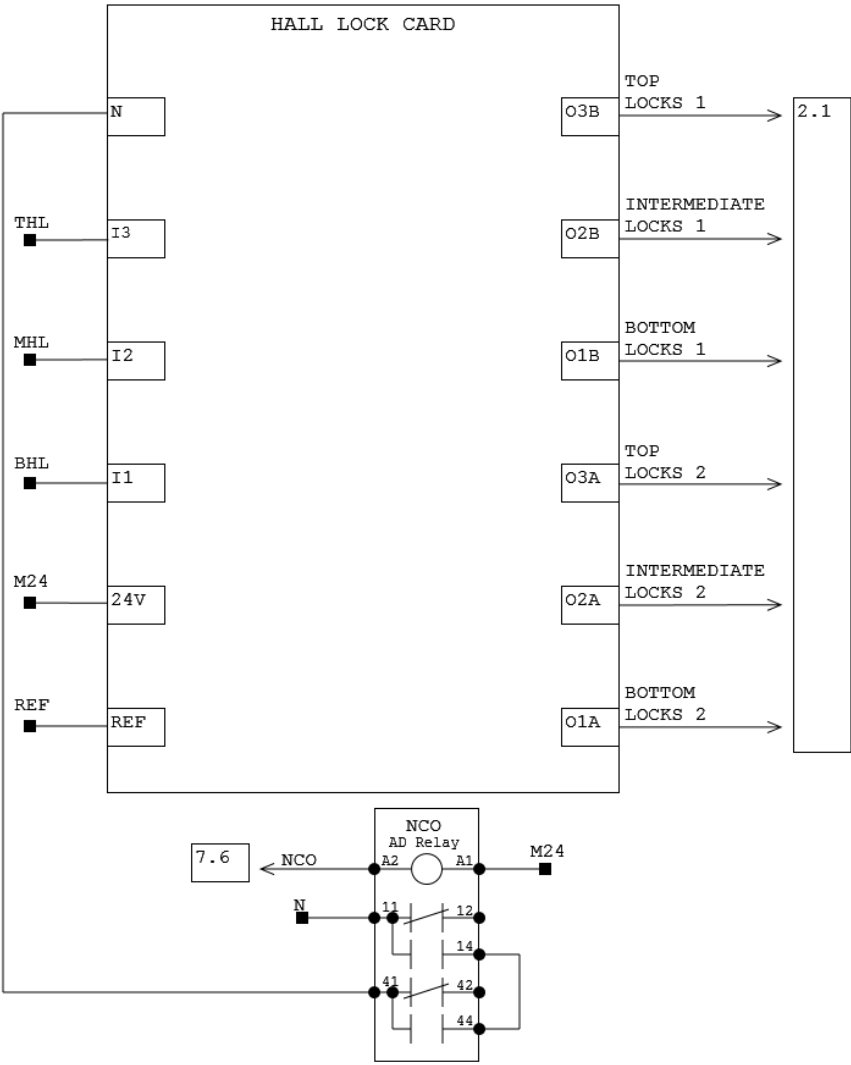 HALL LOCK CARD
N
O3B
TOP
LOCKS 1
2.1
THL
I3
O2B
INTERMEDIATE
LOCKS 1
MHL
I2
O1B
BOTTOM
LOCKS 1
BHL
I1
O3A
TOP
LOCKS 2
M24
24V
O2A
INTERMEDIATE
LOCKS 2
REF
REF
O1A
BOTTOM
LOCKS 2
NCO
AD Relay
7.6
NCO
A2
A1
M24
N
11
12
14
41
42
44